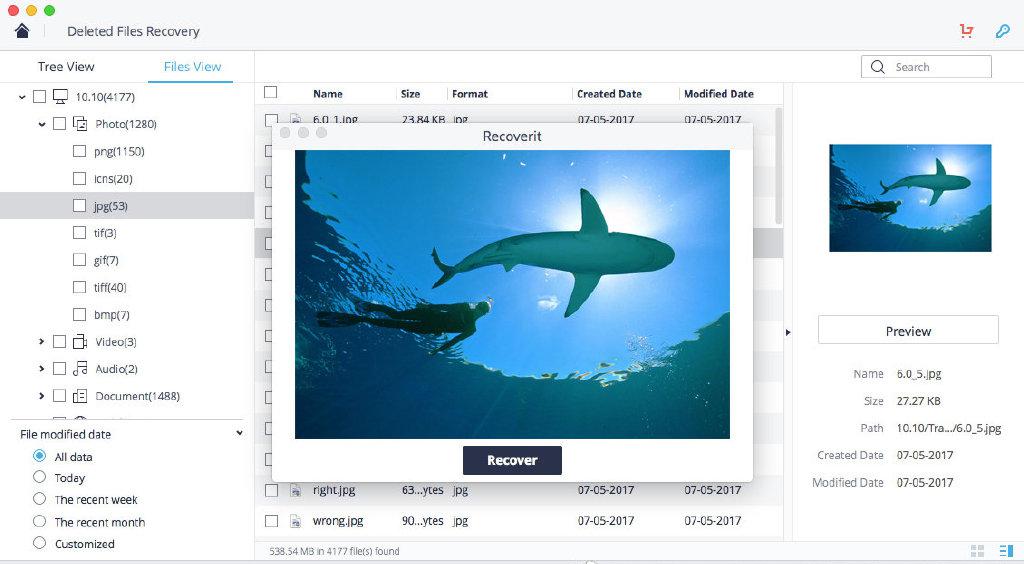 Deleted Files Recovery
Tree View Files View
Search
10.10(4177)
Photo(1280)
png(1150)
icns(20)
jpg(53)
tif(3)
gif(7)
tiff(40)
bmp(7)
Video(3)
Audio(2)
Document(1488)
File modified date
All data
Today
The recent week
The recent month
Customized
Name Size Format Created Date Modified Date
6.0_1.jpg 23.84 KB jpg 07-05-2017 07-05-2017
Recoverit
Recover
right.jpg 63...ytes jpg 07-05-2017 07-05-2017
wrong.jpg 90...ytes jpg 07-05-2017 07-05-2017
538.54 MB in 4177 file(s) found
Preview
Name 6.0_5.jpg
Size 27.27 KB
Path 10.10/Tra.../6.0_5.jpg
Created Date 07-05-2017
Modified Date 07-05-2017